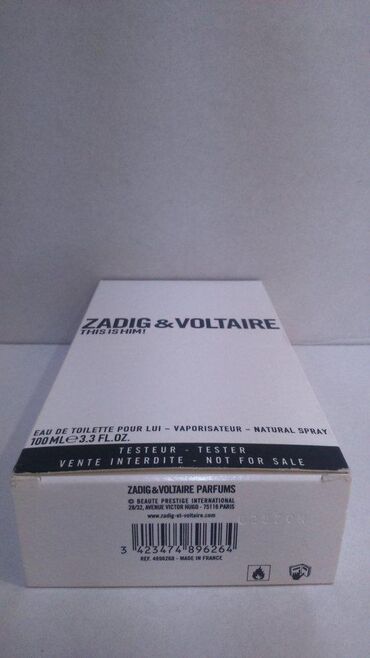 ZADIG & VOLTAIRE
THIS IS HIM!
EAU DE TOILETTE POUR LUI – VAPORISATEUR – NATURAL SPRAY
100 ML e 3.3 FL.OZ.
TESTEUR - TESTER
VENTE INTERDITE - NOT FOR SALE
ZADIG & VOLTAIRE PARFUMS
© BEAUTE PRESTIGE INTERNATIONAL
28/32, AVENUE VICTOR HUGO - 75116 PARIS
www.zadig-et-voltaire.com
3 423474 896264
REF. 4896260 - MADE IN FRANCE